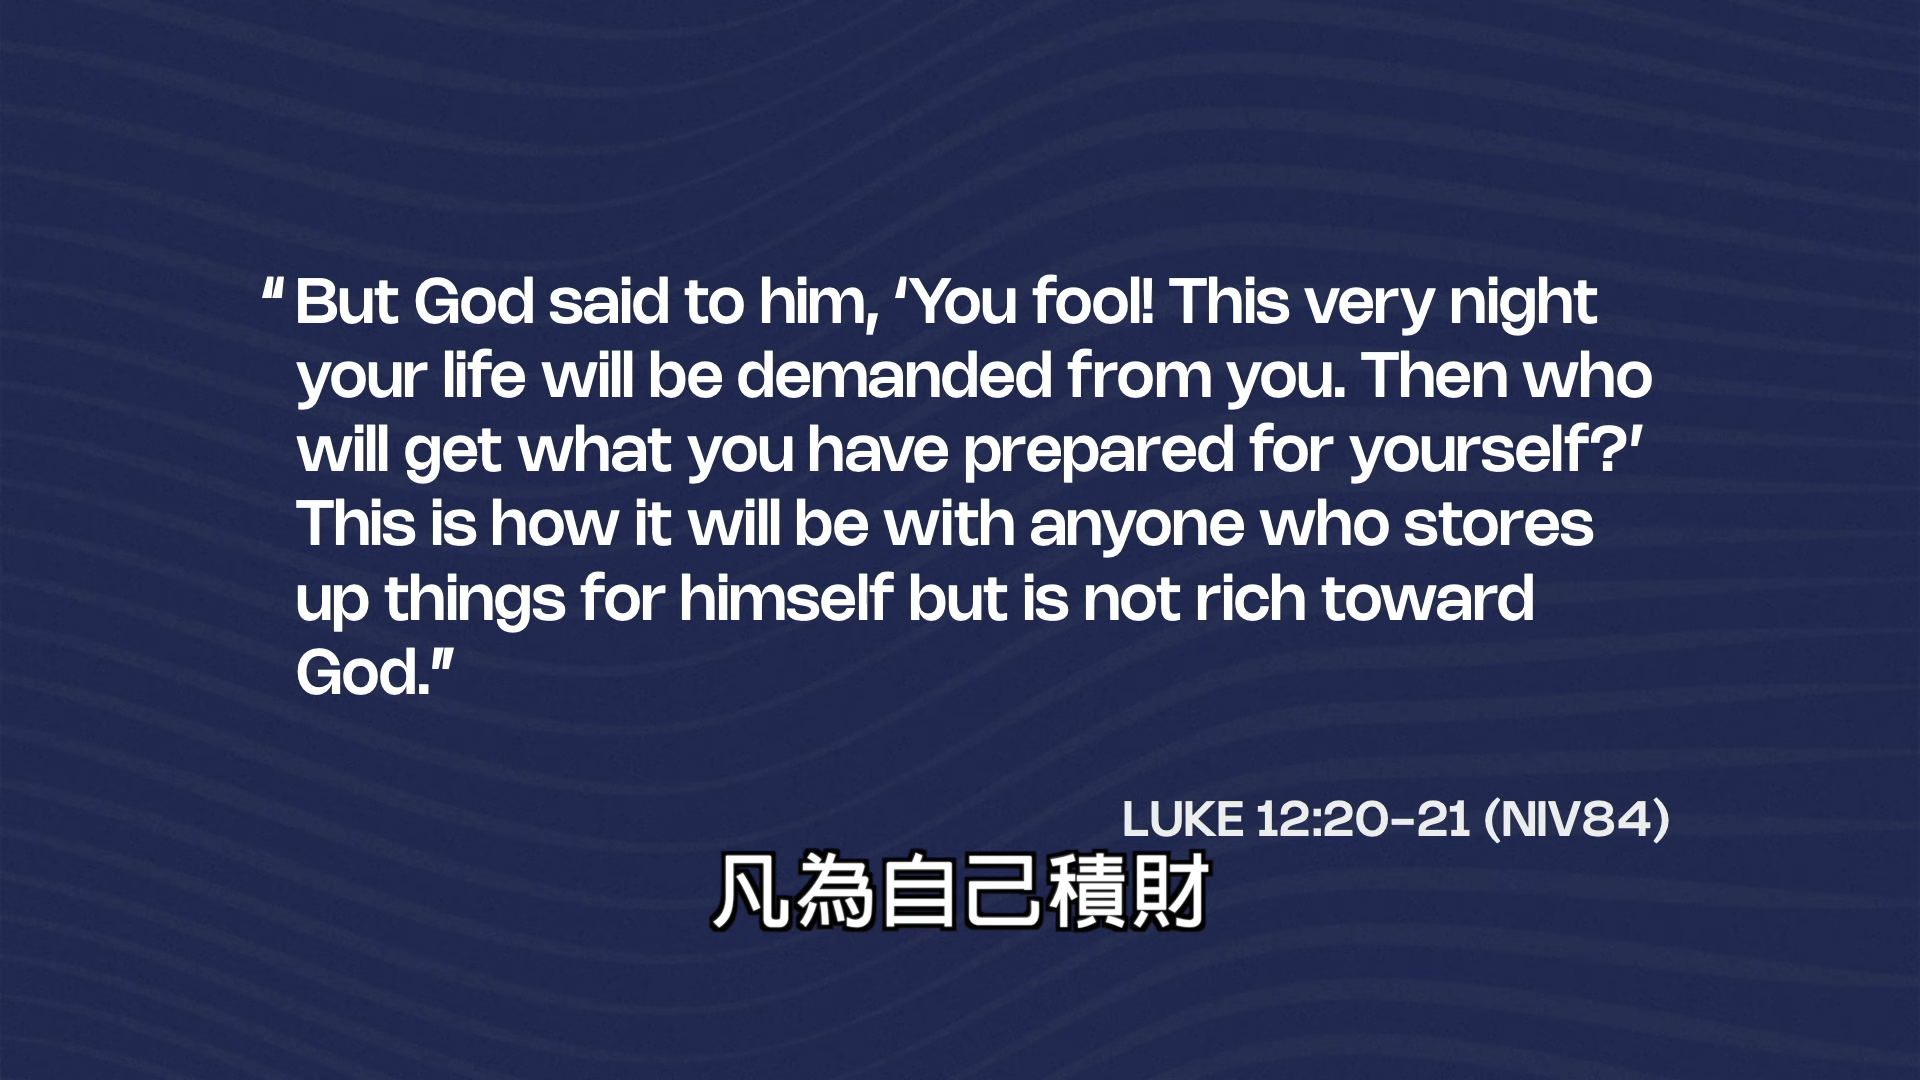 “But God said to him, ‘You fool! This very night
your life will be demanded from you. Then who
will get what you have prepared for yourself?’
This is how it will be with anyone who stores
up things for himself but is not rich toward
God.”
LUKE 12:20–21 (NIV84)
凡為自己積財